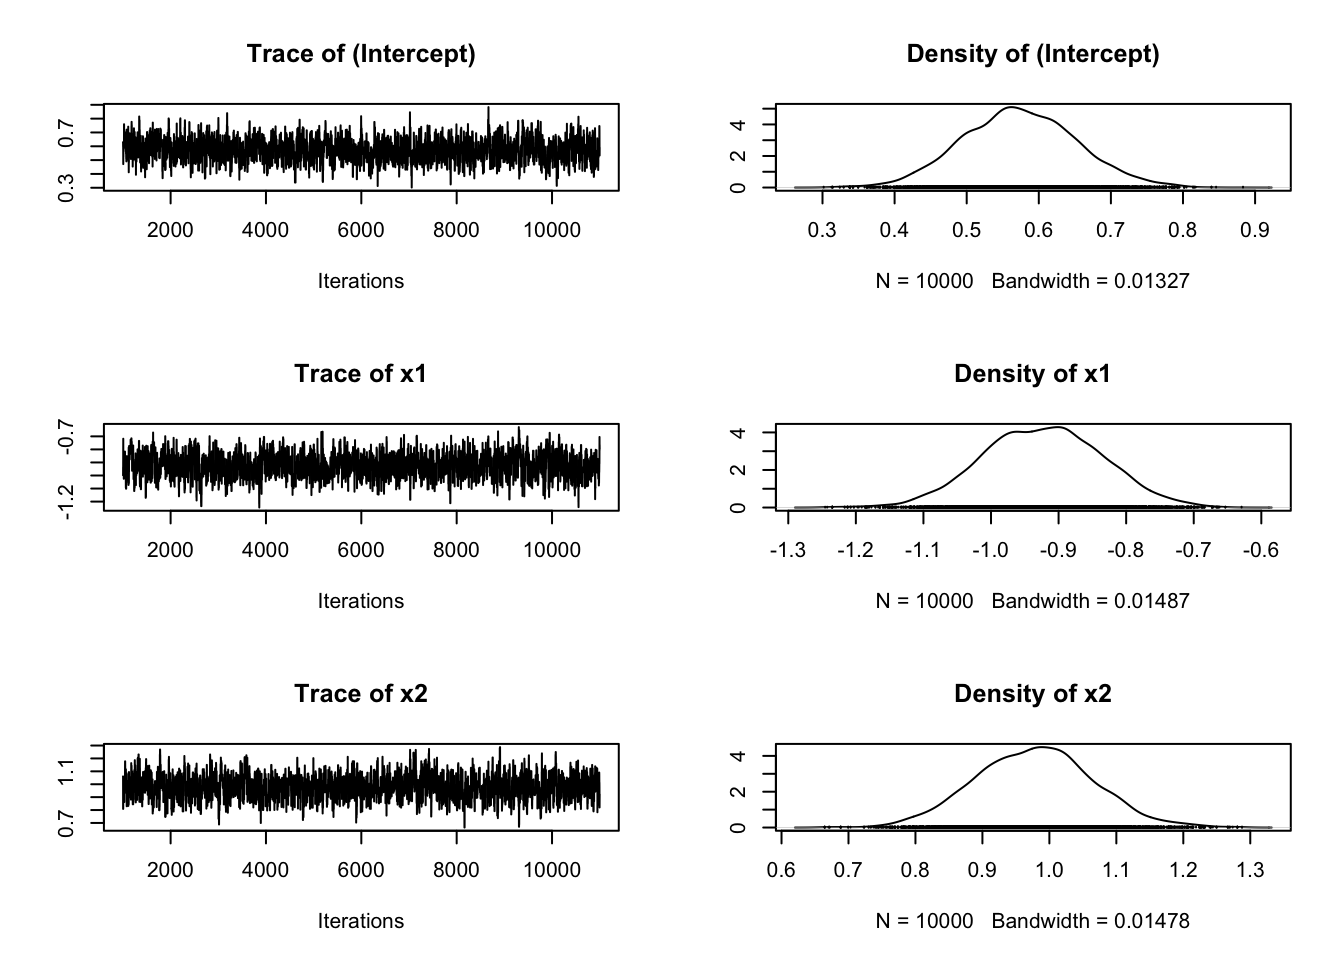 Trace of (Intercept)
0.3 0.7
2000 4000 6000 8000 10000
Iterations
Density of (Intercept)
0 2 4
0.3 0.4 0.5 0.6 0.7 0.8 0.9
N = 10000 Bandwidth = 0.01327
Trace of x1
-1.2 -0.7
2000 4000 6000 8000 10000
Iterations
Density of x1
0 2 4
-1.3 -1.2 -1.1 -1.0 -0.9 -0.8 -0.7 -0.6
N = 10000 Bandwidth = 0.01487
Trace of x2
0.7 1.1
2000 4000 6000 8000 10000
Iterations
Density of x2
0 2 4
0.6 0.7 0.8 0.9 1.0 1.1 1.2 1.3
N = 10000 Bandwidth = 0.01478